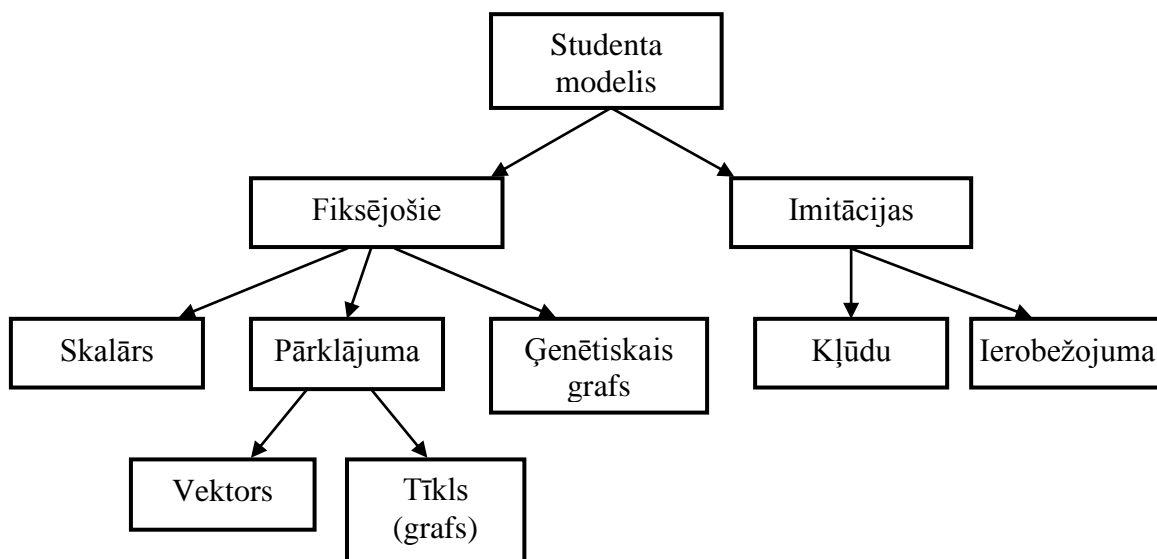 Studenta
modelis
Fiksējošie
Imitācijas
Skalārs
Pārklājuma
Ģenētiskais
grafs
Kļūdu
Ierobežojuma
Vektors
Tīkls
(grafs)